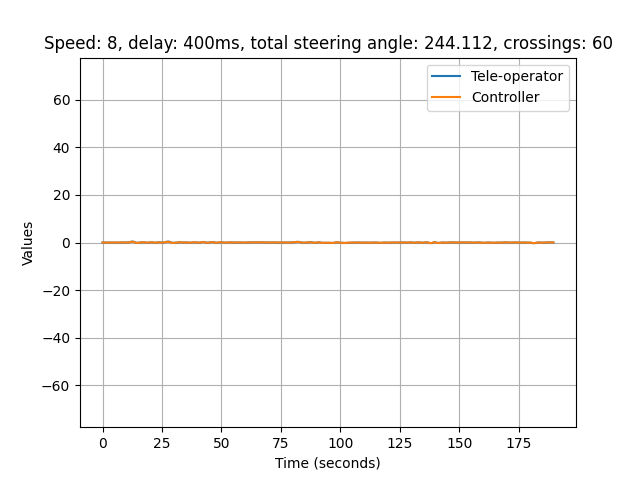 Speed: 8, delay: 400ms, total steering angle: 244.112, crossings: 60
Tele-operator
Controller
Values
60
40
20
0
−20
−40
−60
0 25 50 75 100 125 150 175
Time (seconds)